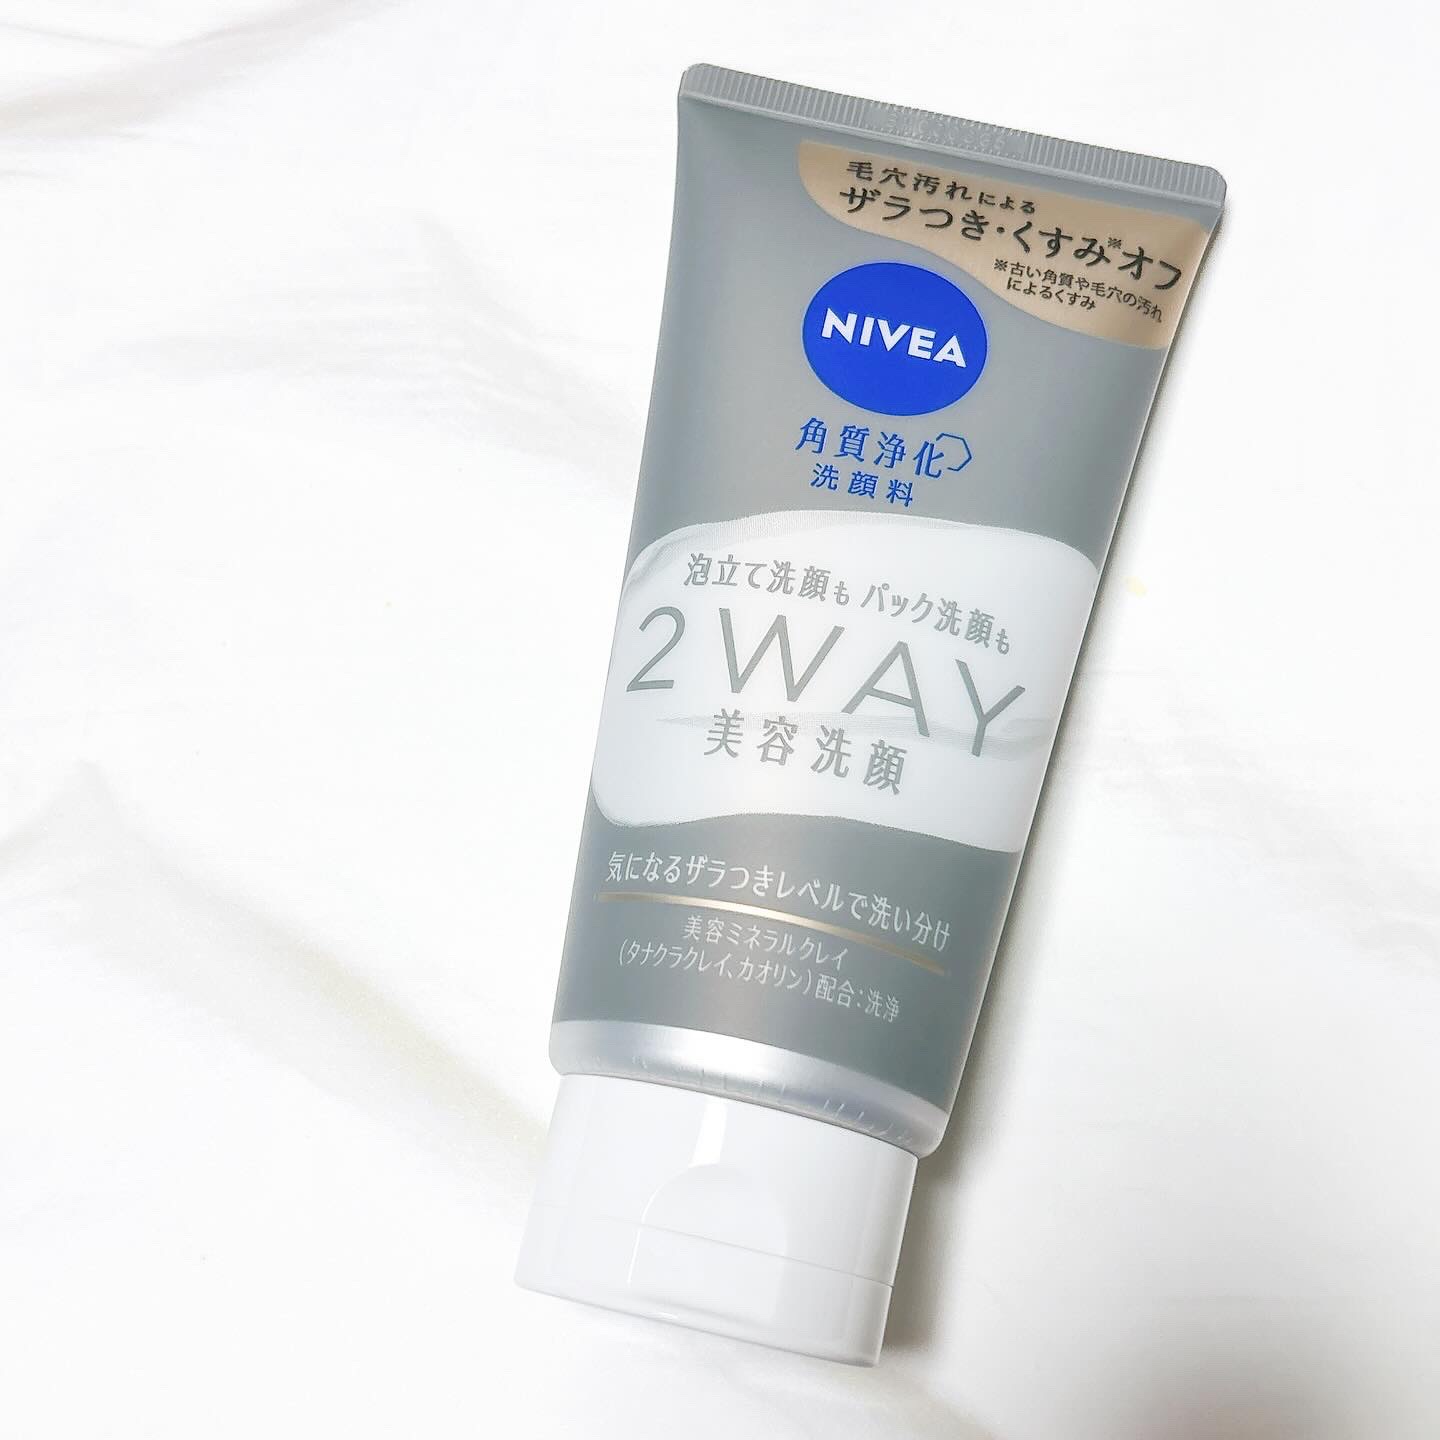 毛穴汚れによる
ザラつき・くすみ※オフ
※古い角質や毛穴の汚れ
によるくすみ
NIVEA
角質浄化
洗顔料
泡立て洗顔も パック洗顔も
2WAY
美容洗顔
気になるザラつきレベルで洗い分け
美容ミネラルクレイ
(タナクラクレイ、カオリン)配合:洗浄